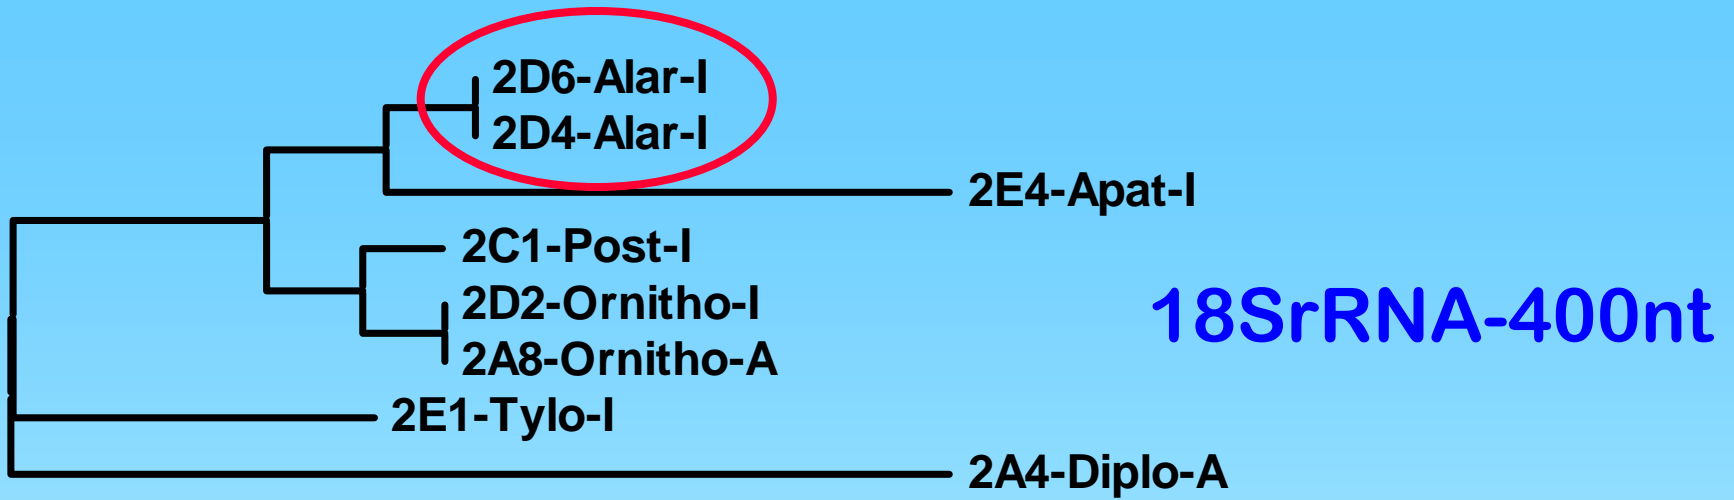 2D6-Alar-I
2D4-Alar-I
2E4-Apat-I
2C1-Post-I
2D2-Ornitho-I
18SrRNA-400nt
2A8-Ornitho-A
2E1-Tylo-I
2A4-Diplo-A